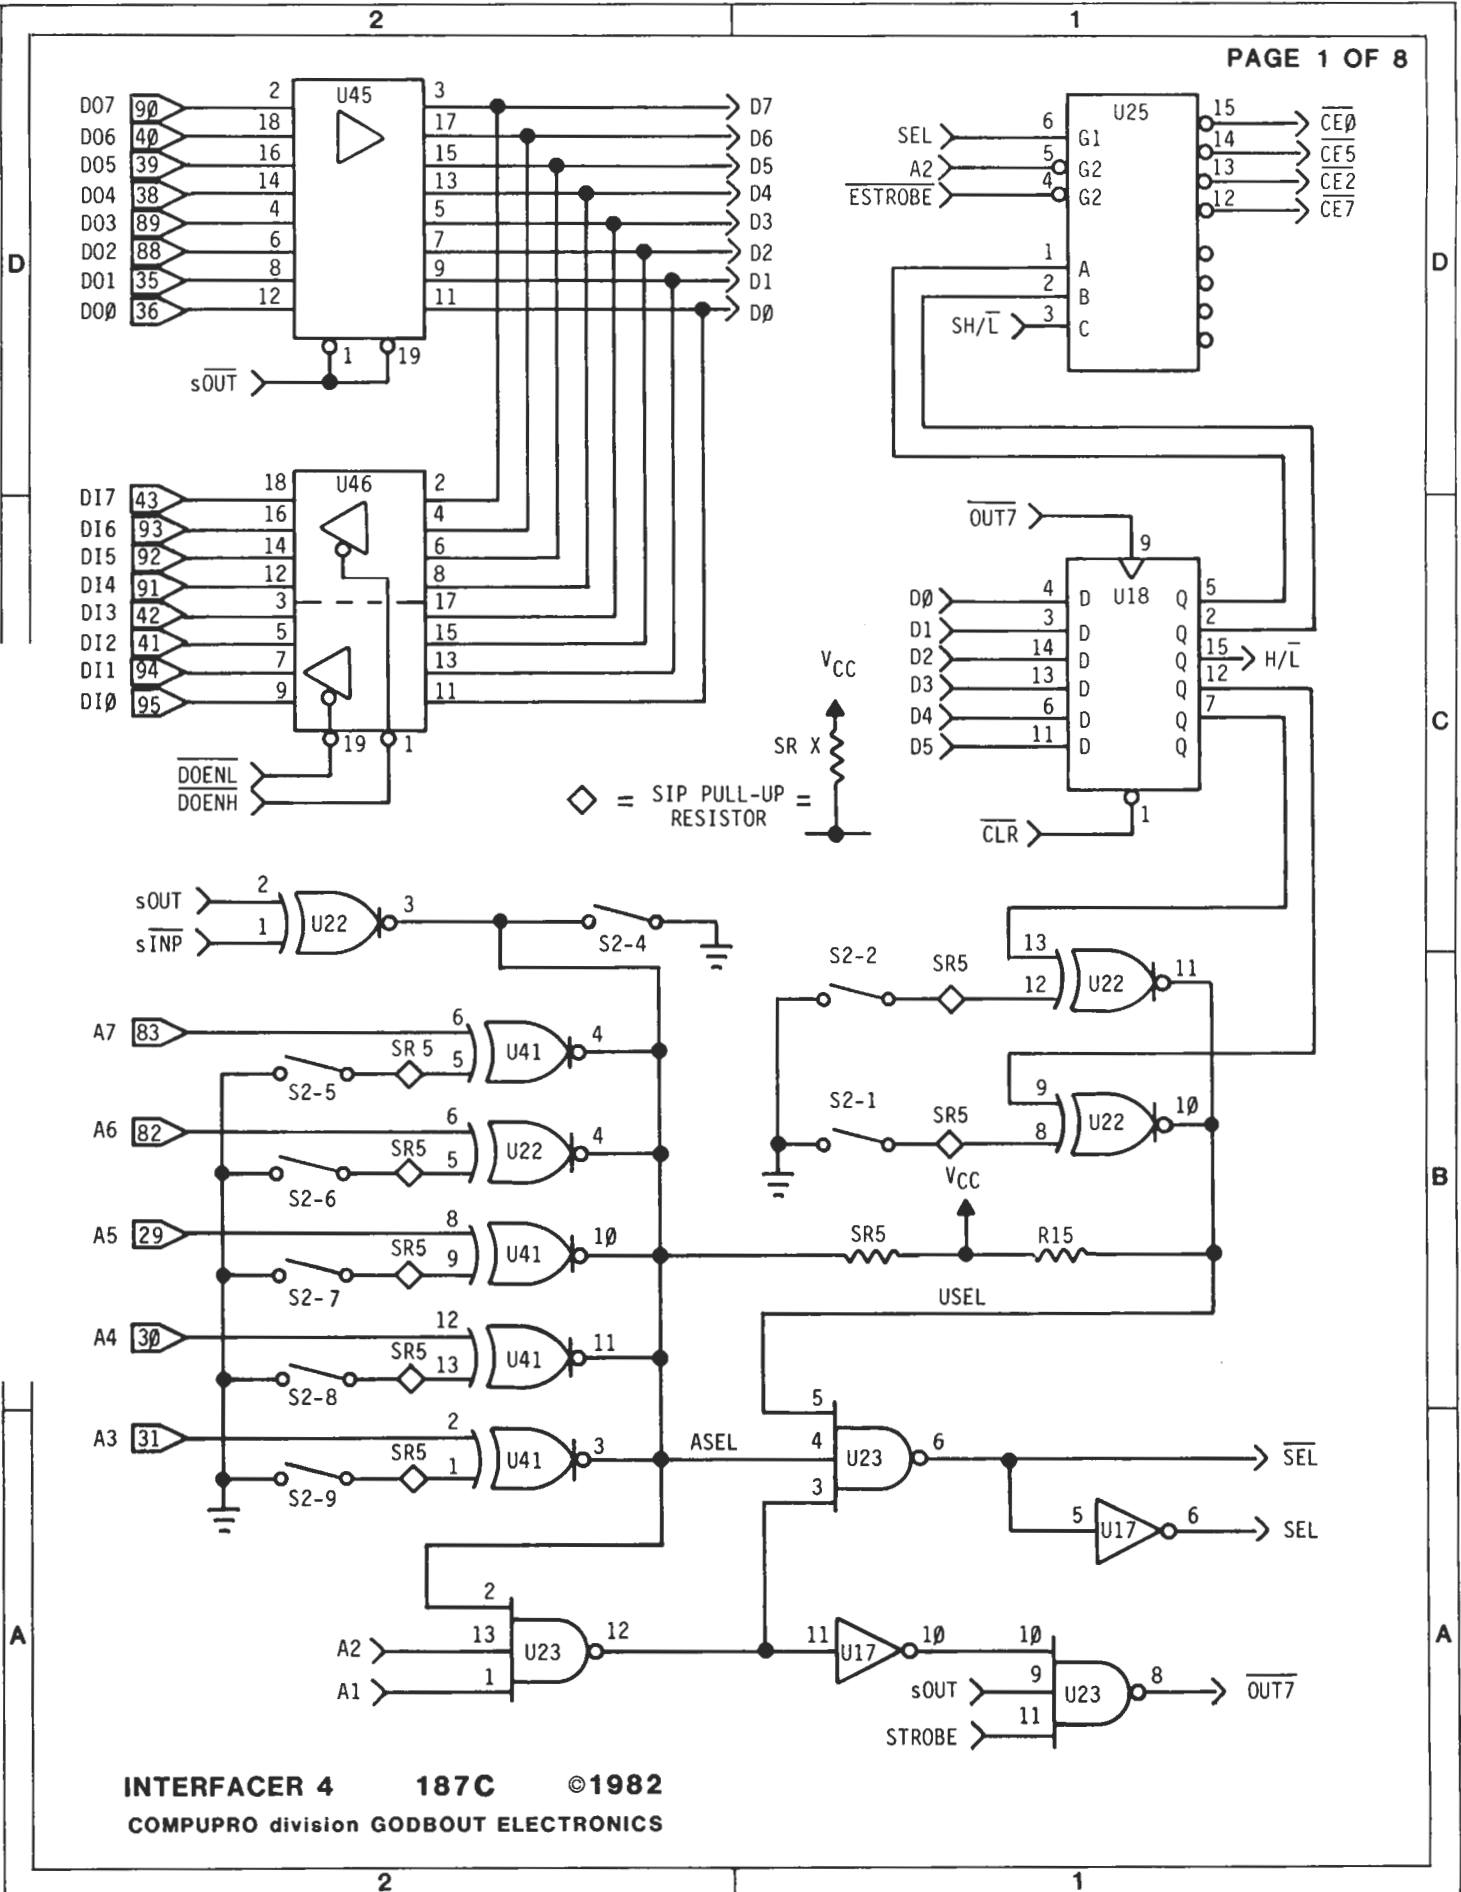 2 1
PAGE 1 OF 8
D D
C
B
A A
U45
DO7 90 2 3 D7
DO6 40 18 17 D6
DO5 39 16 15 D5
DO4 38 14 13 D4
DO3 89 4 5 D3
DO2 88 6 7 D2
DO1 35 8 9 D1
DOØ 36 12 11 DØ
1 19
sOUT
U46
DI7 43 18 2
DI6 93 16 4
DI5 92 14 6
DI4 91 12 8
DI3 42 3 17
DI2 41 5 15
DI1 94 7 13
DIØ 95 9 11
19 1
DOENL
DOENH
◇ = SIP PULL-UP =
RESISTOR
VCC
SR X
U25
SEL 6 G1
A2 5 G2
ESTROBE 4 G2
1 A
2 B
SH/L 3 C
15 CEØ
14 CE5
13 CE2
12 CE7
OUT7 9
U18
DØ 4 D Q 5
D1 3 D Q 2
D2 14 D Q 15 H/L
D3 13 D Q 12
D4 6 D Q 7
D5 11 D Q
CLR 1
sOUT 2
sINP 1
U22 3
S2-4
A7 83 6
SR 5 5 U41 4
S2-5
A6 82 6
SR5 5 U22 4
S2-6
A5 29 8
SR5 9 U41 1Ø
S2-7
A4 3Ø 12
SR5 13 U41 11
S2-8
A3 31 2
SR5 1 U41 3
S2-9
S2-2 SR5 13 12 U22 11
S2-1 SR5 9 8 U22 1Ø
VCC
SR5 R15
USEL
ASEL
5
4 U23 6 SEL
3
5 U17 6 SEL
2
A2 13 U23 12
A1 1
11 U17 1Ø 1Ø
sOUT 9 U23 8 OUT7
STROBE 11
INTERFACER 4 187C ©1982
COMPUPRO division GODBOUT ELECTRONICS
2 1